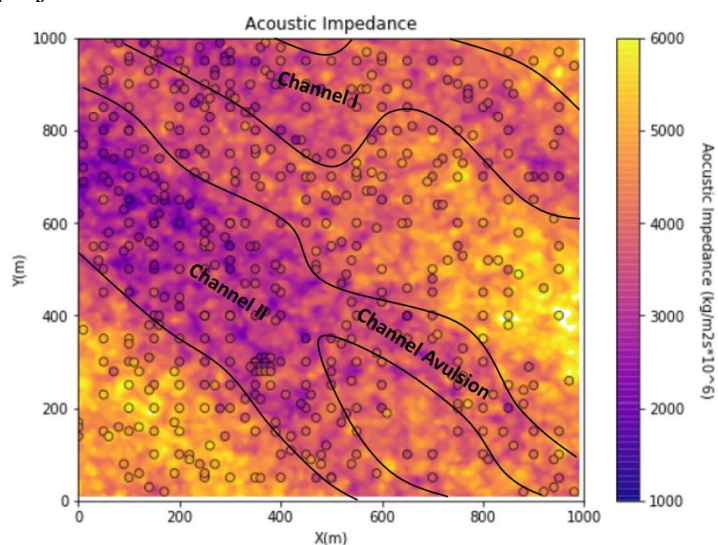 Acoustic Impedance
1000
800
600
400
200
0
Y(m)
Channel I
Channel II
Channel Avulsion
0
200
400
600
800
1000
X(m)
6000
5000
4000
3000
2000
1000
Aocustic Impedance (kg/m2s*10^6)